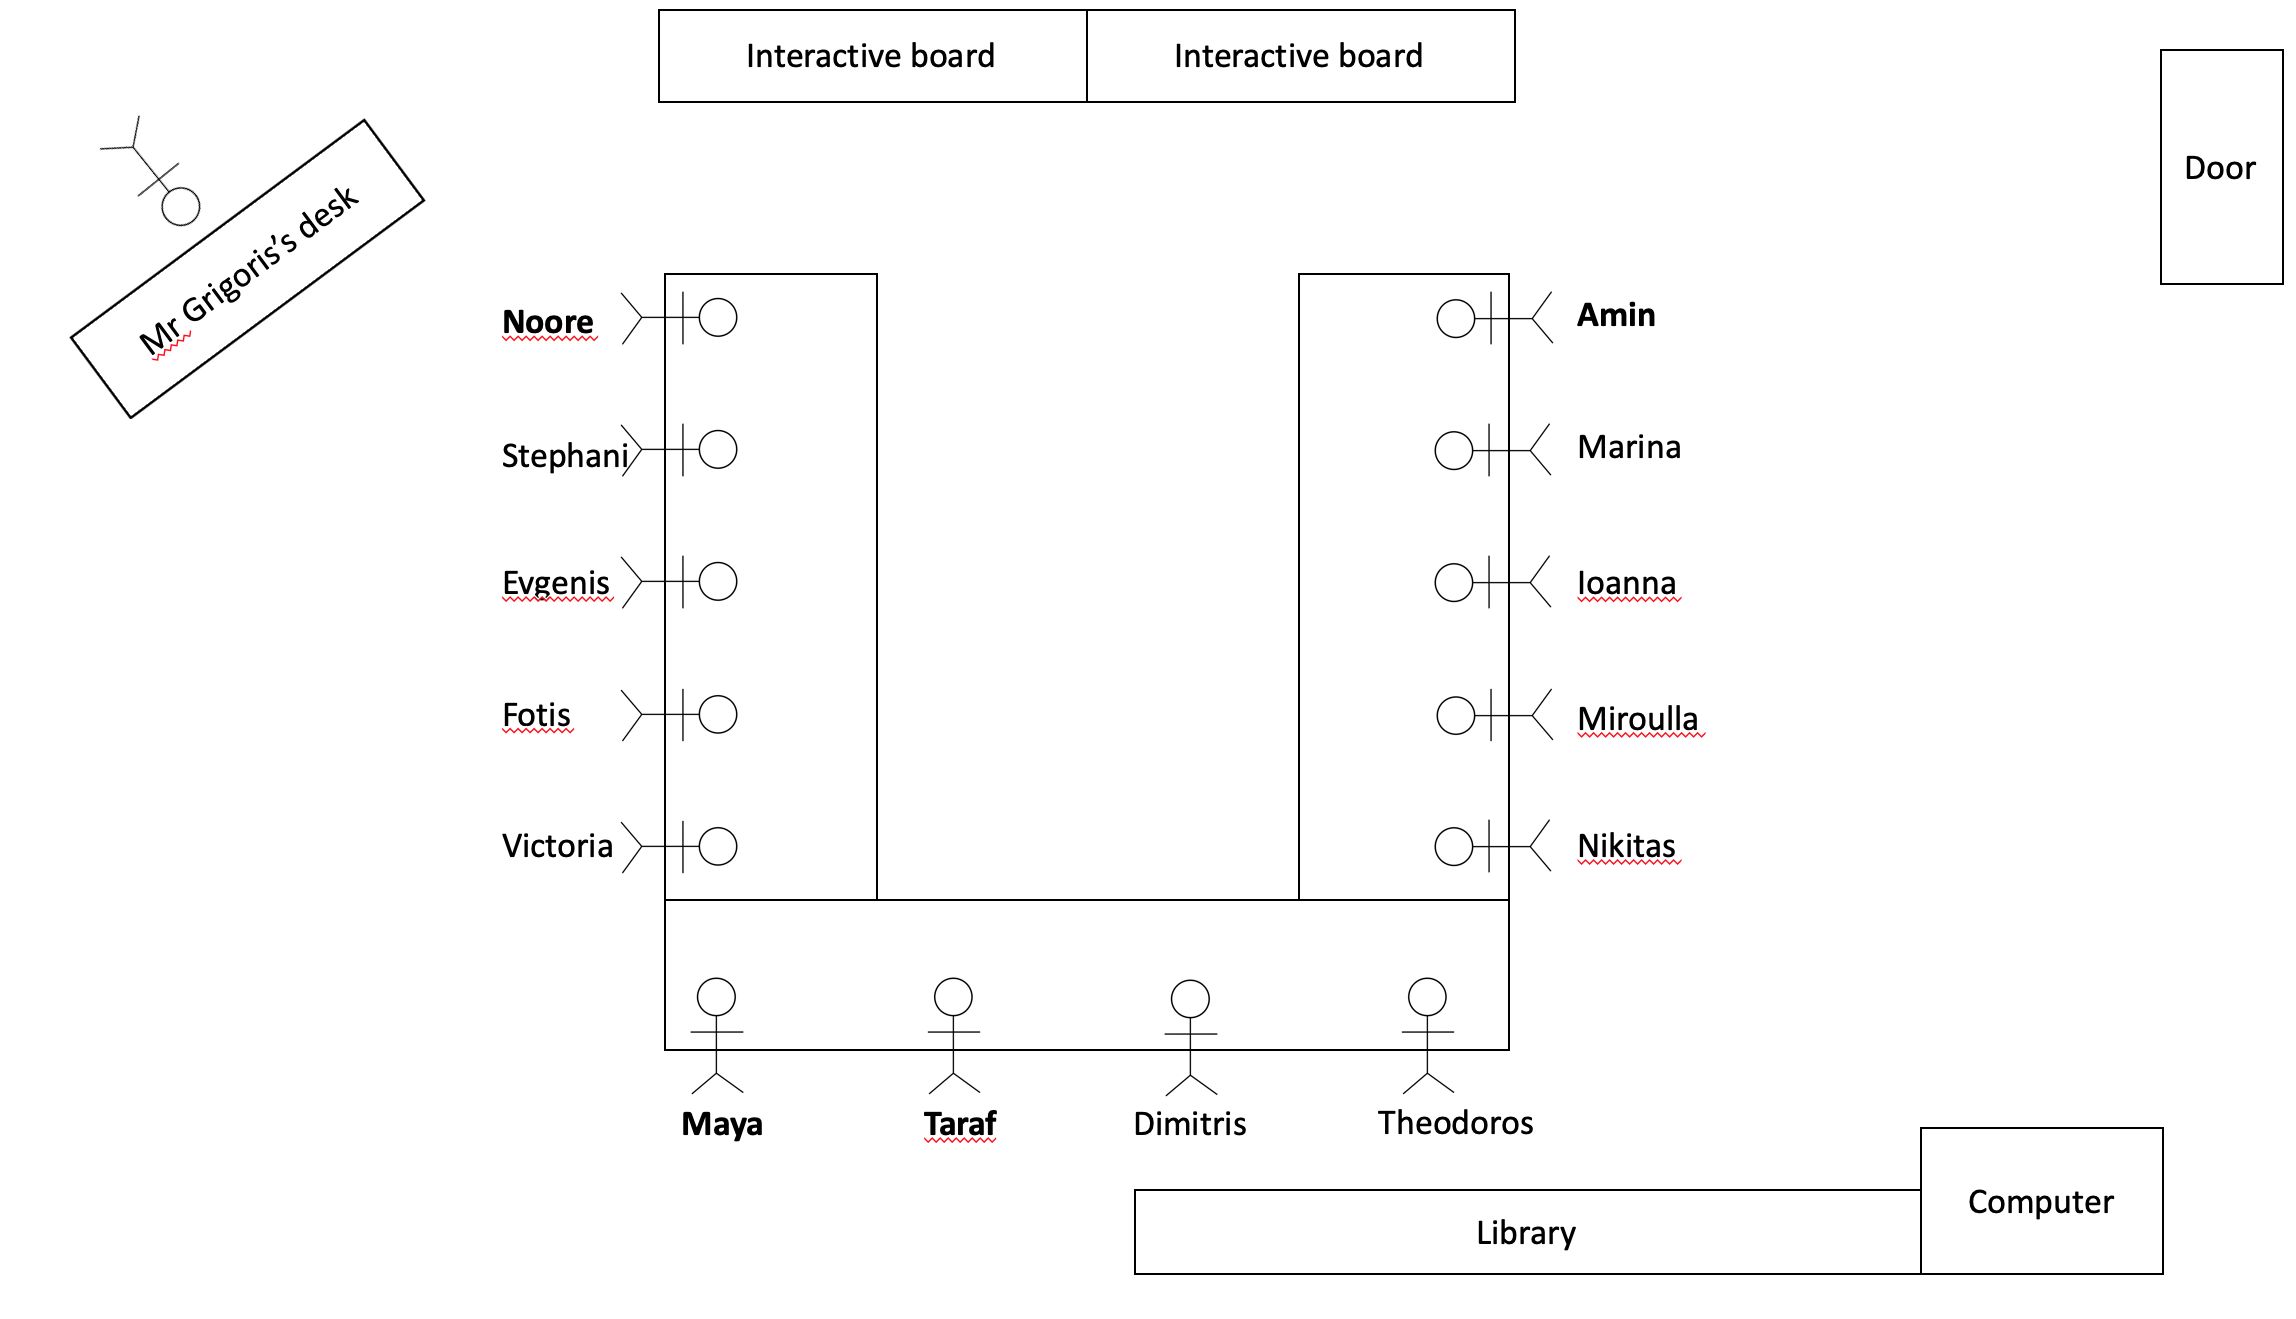 Interactive board
Interactive board
Door
Mr Grigoris’s desk
Noore
Amin
Stephani
Marina
Evgenis
Ioanna
Fotis
Miroulla
Victoria
Nikitas
Maya
Taraf
Dimitris
Theodoros
Computer
Library